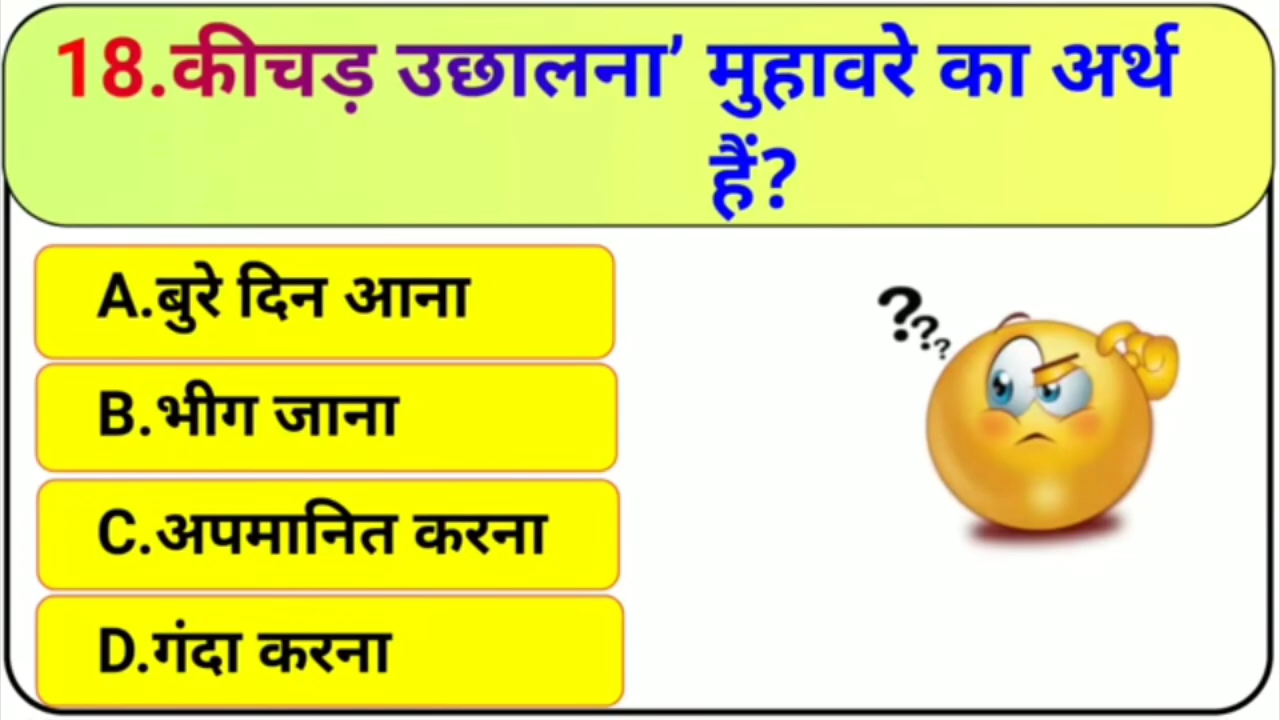 18.कीचड़ उछालना’ मुहावरे का अर्थ
हैं?
A.बुरे दिन आना
B.भीग जाना
C.अपमानित करना
D.गंदा करना
???